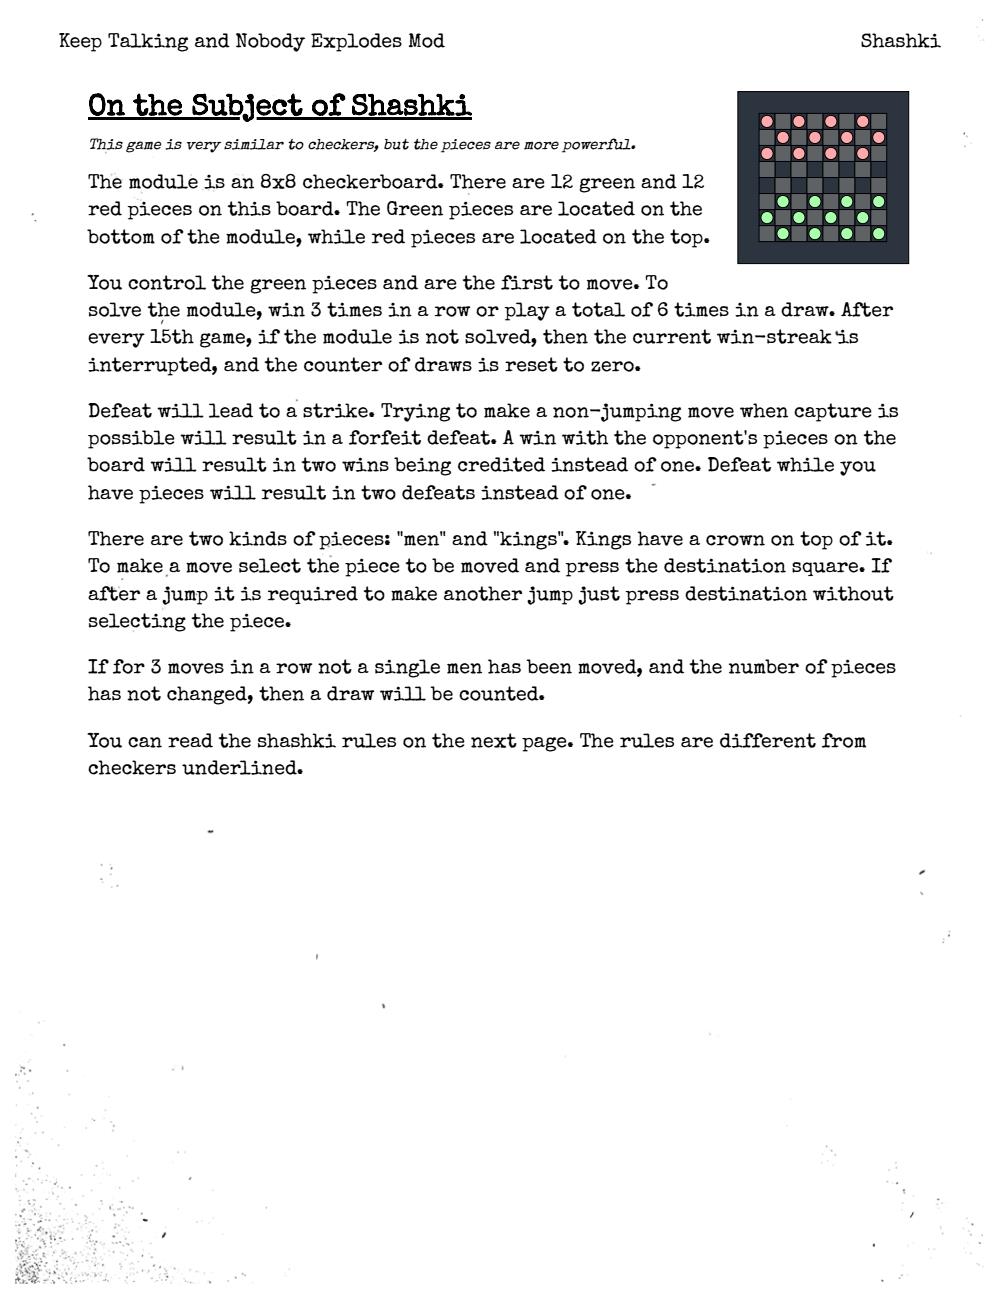 Keep Talking and Nobody Explodes Mod
Shashki
On the Subject of Shashki
This game is very similar to checkers, but the pieces are more powerful.
The module is an 8x8 checkerboard. There are 12 green and 12
red pieces on this board. The Green pieces are located on the
bottom of the module, while red pieces are located on the top.
You control the green pieces and are the first to move. To
solve the module, win 3 times in a row or play a total of 6 times in a draw. After
every 15th game, if the module is not solved, then the current win-streak is
interrupted, and the counter of draws is reset to zero.
Defeat will lead to a strike. Trying to make a non-jumping move when capture is
possible will result in a forfeit defeat. A win with the opponent's pieces on the
board will result in two wins being credited instead of one. Defeat while you
have pieces will result in two defeats instead of one.
There are two kinds of pieces: "men" and "kings". Kings have a crown on top of it.
To make a move select the piece to be moved and press the destination square. If
after a jump it is required to make another jump just press destination without
selecting the piece.
If for 3 moves in a row not a single men has been moved, and the number of pieces
has not changed, then a draw will be counted.
You can read the shashki rules on the next page. The rules are different from
checkers underlined.